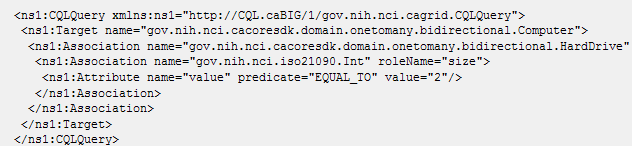 <ns1:CQLQuery xmlns:ns1="http://CQL.caBIG/1/gov.nih.nci.cagrid.CQLQuery">
<ns1:Target name="gov.nih.nci.cacoresdk.domain.onetomany.bidirectional.Computer">
<ns1:Association name="gov.nih.nci.cacoresdk.domain.onetomany.bidirectional.HardDrive"
<ns1:Association name="gov.nih.nci.iso21090.Int" roleName="size">
<ns1:Attribute name="value" predicate="EQUAL_TO" value="2"/>
</ns1:Association>
</ns1:Association>
</ns1:Target>
</ns1:CQLQuery>